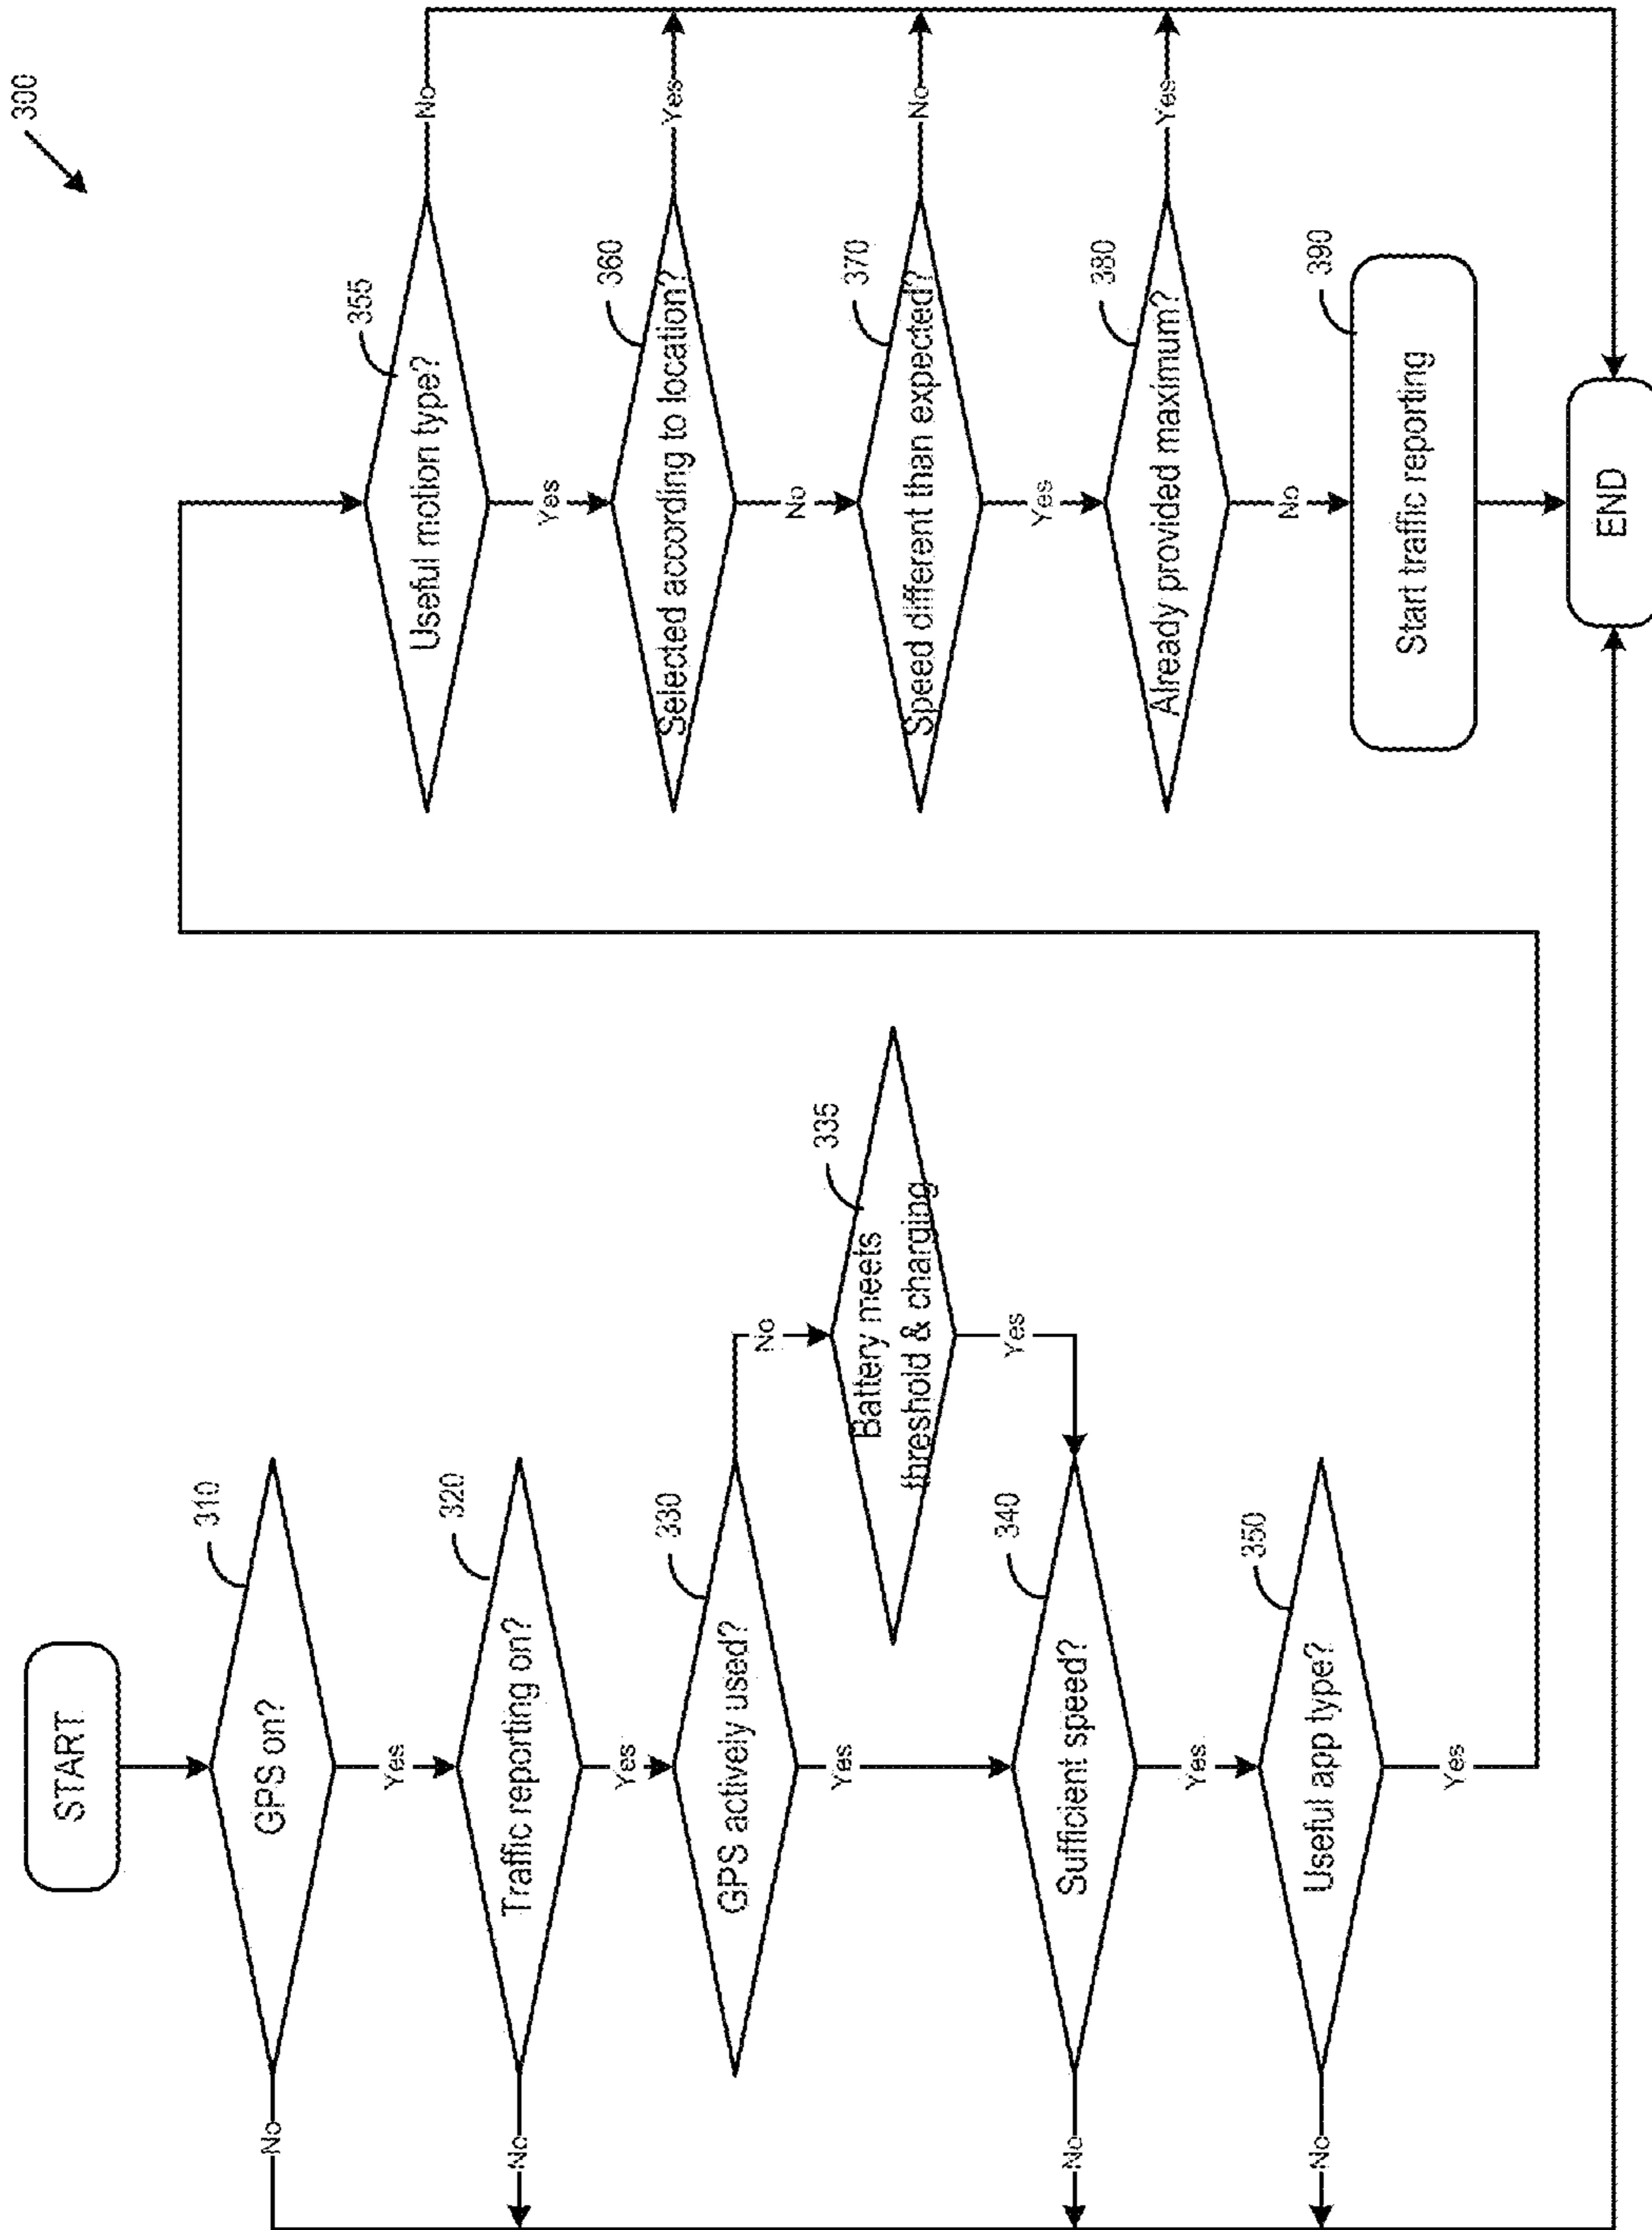 300
START
310
GPS on?
No
Yes
320
Traffic reporting on?
No
Yes
330
GPS actively used?
No
Yes
335
Battery meets
threshold & charging
Yes
340
Sufficient speed?
No
Yes
350
Useful app type?
No
Yes
355
Useful motion type?
No
Yes
360
Selected according to location?
Yes
No
370
Speed different than expected?
No
Yes
380
Already provided maximum?
Yes
No
390
Start traffic reporting
END